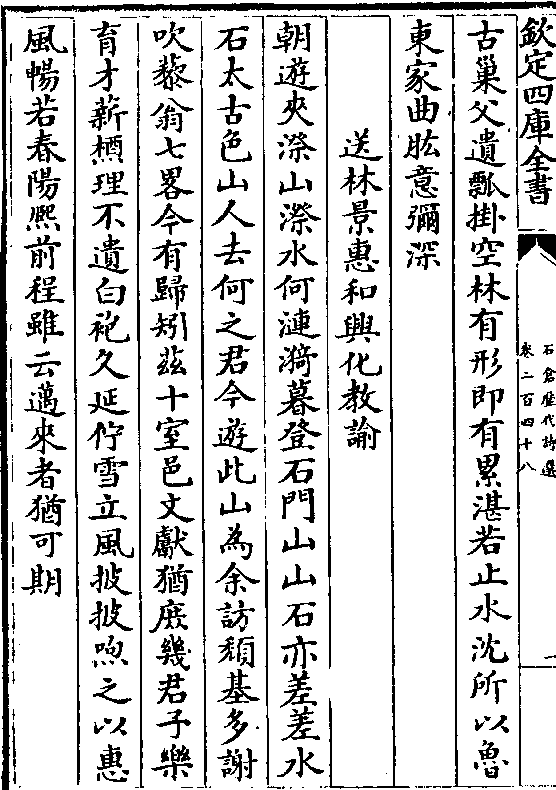 欽定四庫全書
石倉歷代詩選
卷二百四十八
一
古巢父遺瓢掛空林有形即有累湛若止水沈所以魯
東家曲肱意彌深
送林景惠和興化教諭
朝遊夾漈山漈水何漣漪暮登石門山山石亦差差水
石太古色山人去何之君今遊此山為余訪頽基多謝
吹藜翁七畧今有歸矧茲十室邑文獻猶庶幾君子樂
育才薪槱理不遺白袍久延佇雪立風披披喣之以惠
風暢若春陽熈前程雖云邁來者猶可期